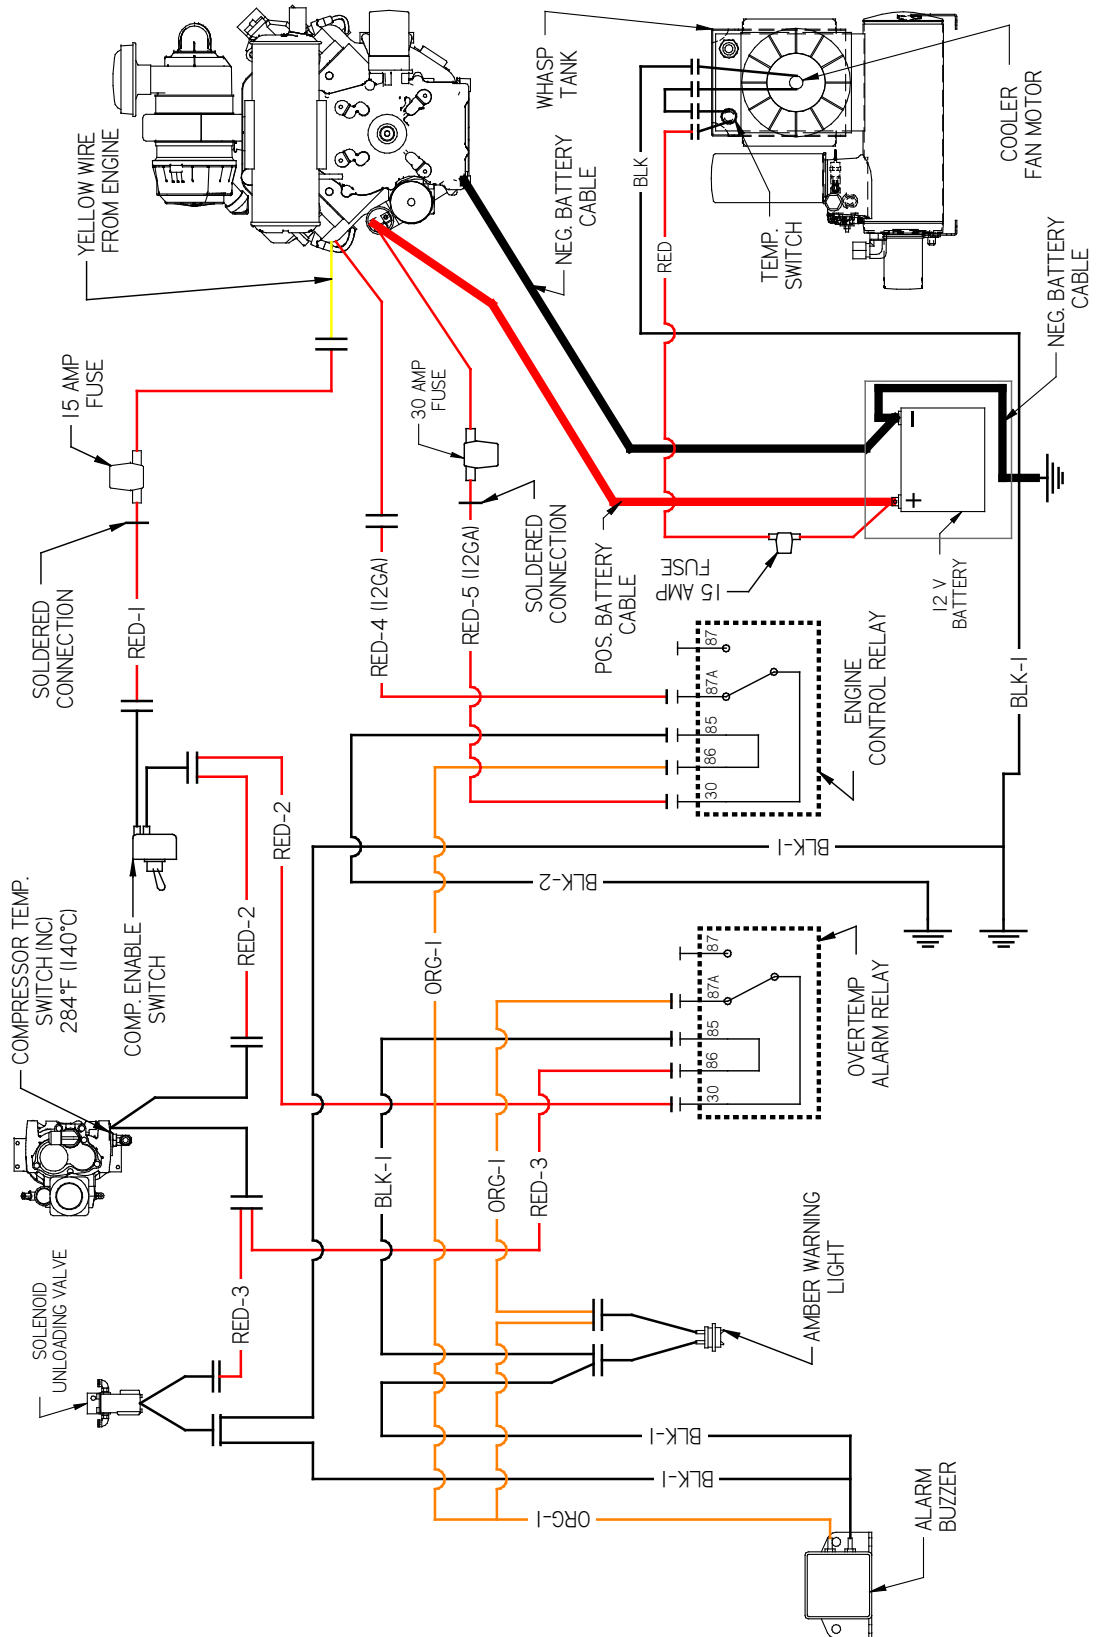 YELLOW WIRE
FROM ENGINE
15 AMP
FUSE
SOLDERED
CONNECTION
RED-1
COMPRESSOR TEMP.
SWITCH (NC)
284°F (140°C)
COMP. ENABLE
SWITCH
RED-2
RED-2
SOLENOID
UNLOADING VALVE
RED-3
WHASP
TANK
NEG. BATTERY
CABLE
30 AMP
FUSE
RED-4 (12GA)
RED-5 (12GA)
SOLDERED
CONNECTION
POS. BATTERY
CABLE
BLK
RED
TEMP.
SWITCH
COOLER
FAN MOTOR
NEG. BATTERY
CABLE
15 AMP
FUSE
+
-
12 V
BATTERY
BLK-1
87
87A
85
86
30
ENGINE
CONTROL RELAY
BLK-1
BLK-2
ORG-1
87
87A
85
86
30
OVERTEMP
ALARM RELAY
BLK-1
ORG-1
RED-3
AMBER WARNING
LIGHT
BLK-1
BLK-1
ORG-1
ALARM
BUZZER